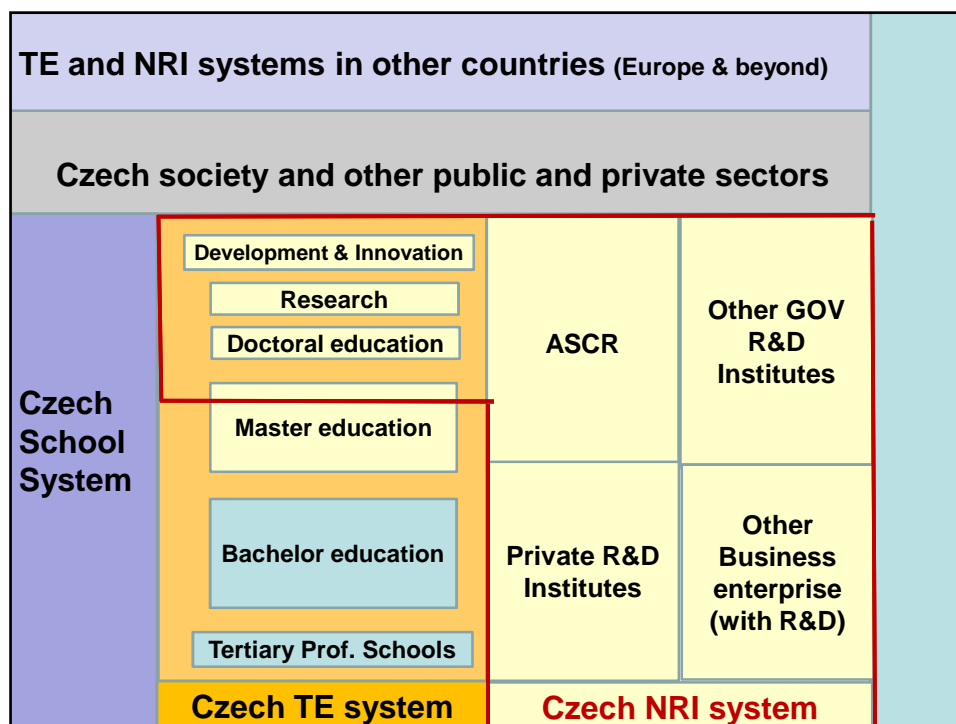 TE and NRI systems in other countries (Europe & beyond)
Czech society and other public and private sectors
Czech
School
System
Development & Innovation
Research
Doctoral education
Master education
Bachelor education
Tertiary Prof. Schools
Czech TE system
ASCR
Other GOV
R&D
Institutes
Private R&D
Institutes
Other
Business
enterprise
(with R&D)
Czech NRI system